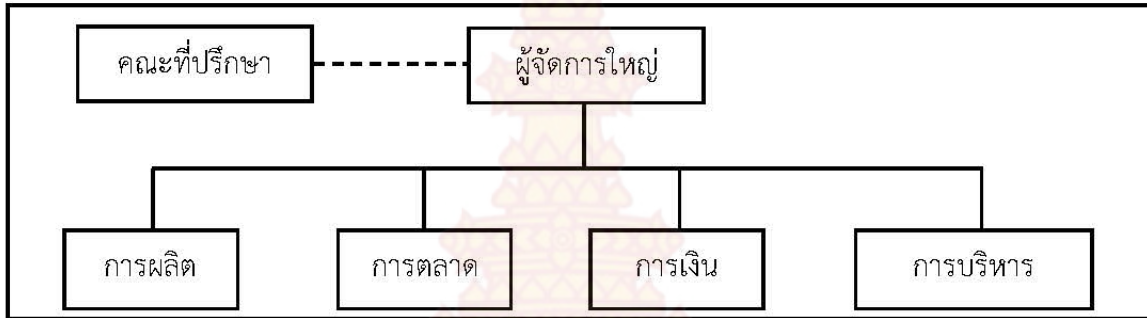 คณะที่ปรึกษา
ผู้จัดการใหญ่
การผลิต
การตลาด
การเงิน
การบริหาร